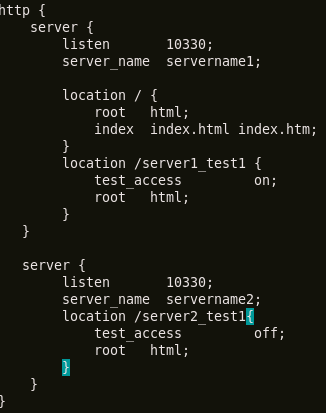 http {
    server {
        listen       10330;
        server_name  servername1;

        location / {
            root   html;
            index  index.html index.htm;
        }
        location /server1_test1 {
            test_access         on;
            root   html;
        }
   }

   server {
        listen       10330;
        server_name  servername2;
        location /server2_test1{
            test_access         off;
            root   html;
        }
    }
}